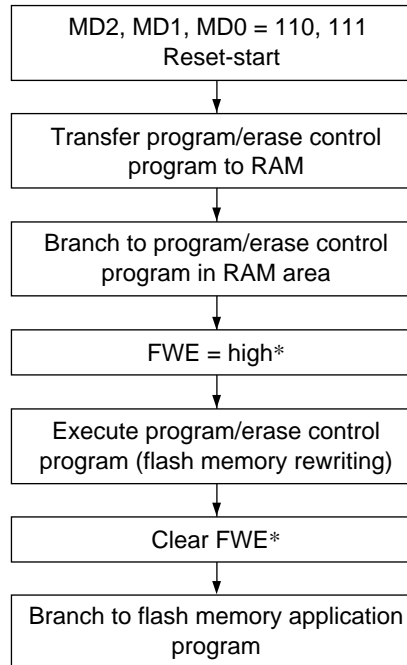 MD2, MD1, MD0 = 110, 111
Reset-start
Transfer program/erase control
program to RAM
Branch to program/erase control
program in RAM area
FWE = high*
Execute program/erase control
program (flash memory rewriting)
Clear FWE*
Branch to flash memory application
program